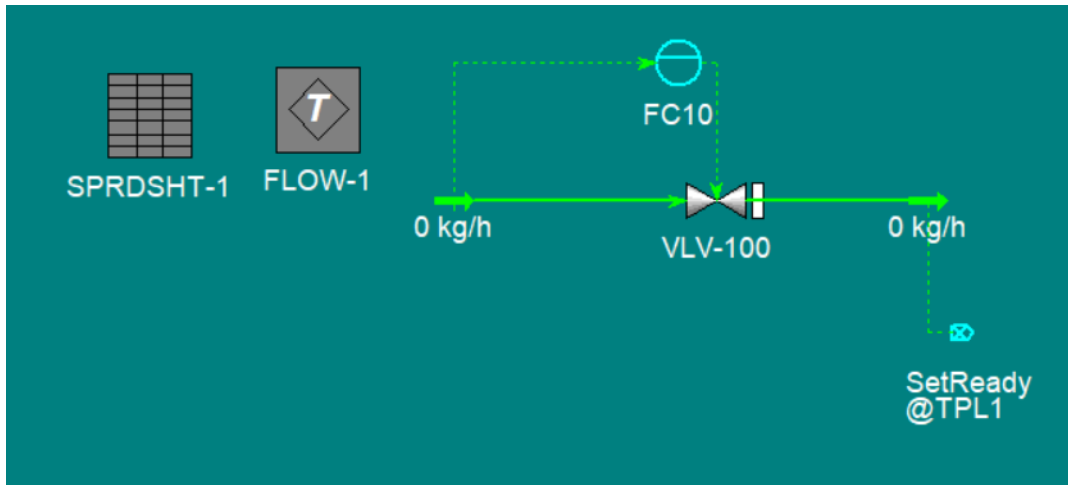 FC10
T
SPRDSHT-1
FLOW-1
0 kg/h
VLV-100
0 kg/h
SetReady
@TPL1